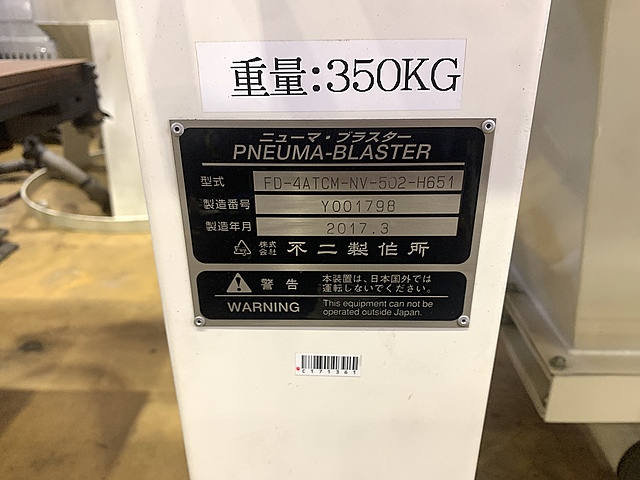 重量:350KG
ニューマ・ブラスター
PNEUMA-BLASTER
型式 FD-4ATCM-NV-502-H651
製造番号 Y001798
製造年月 2017.3
株式会社 不二製作所
警告 本装置は、日本国外では
運転しないでください。
WARNING This equipment can not be
operated outside Japan.
C171361